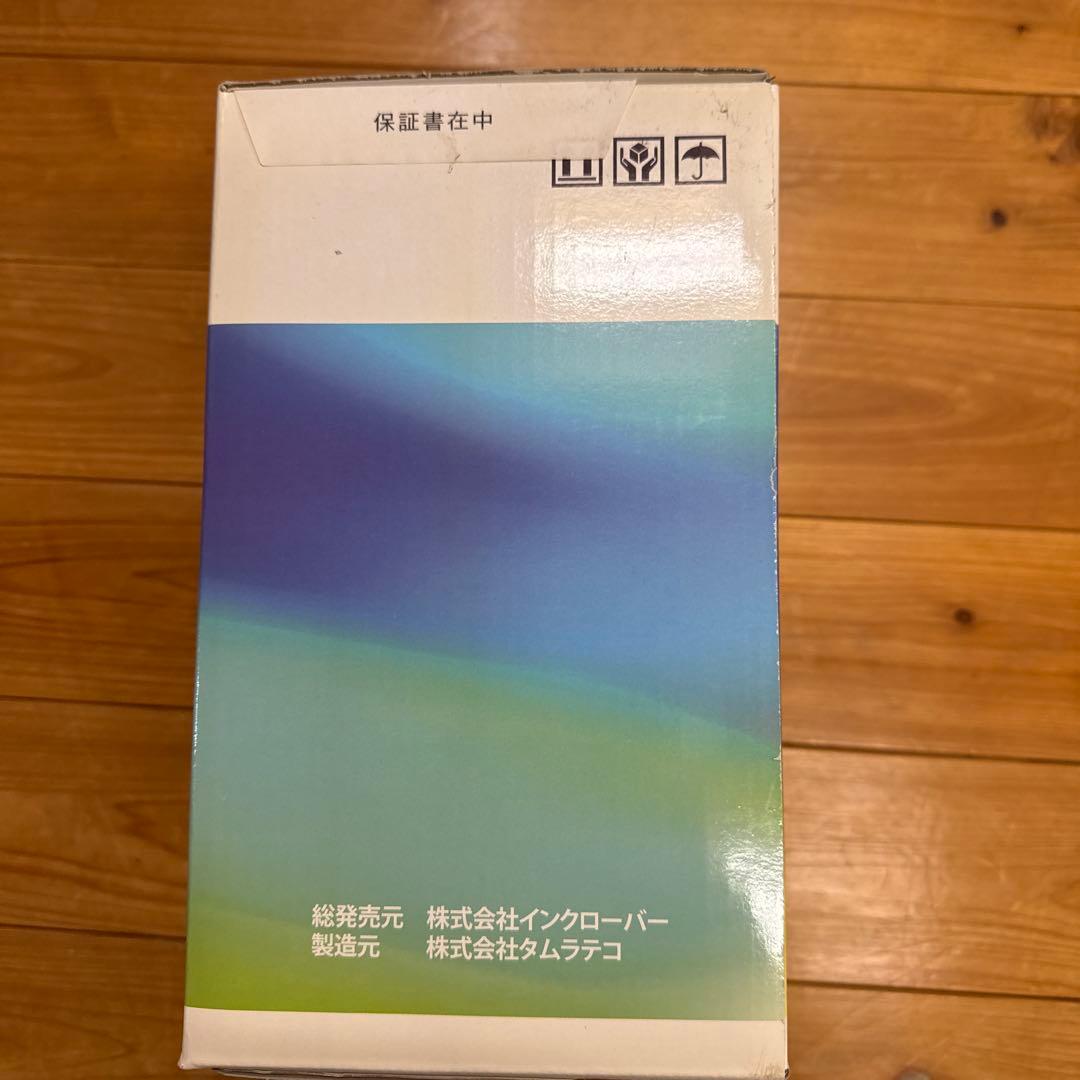 保証書在中
総発売元 株式会社インクローバー
製造元 株式会社タムラテコ